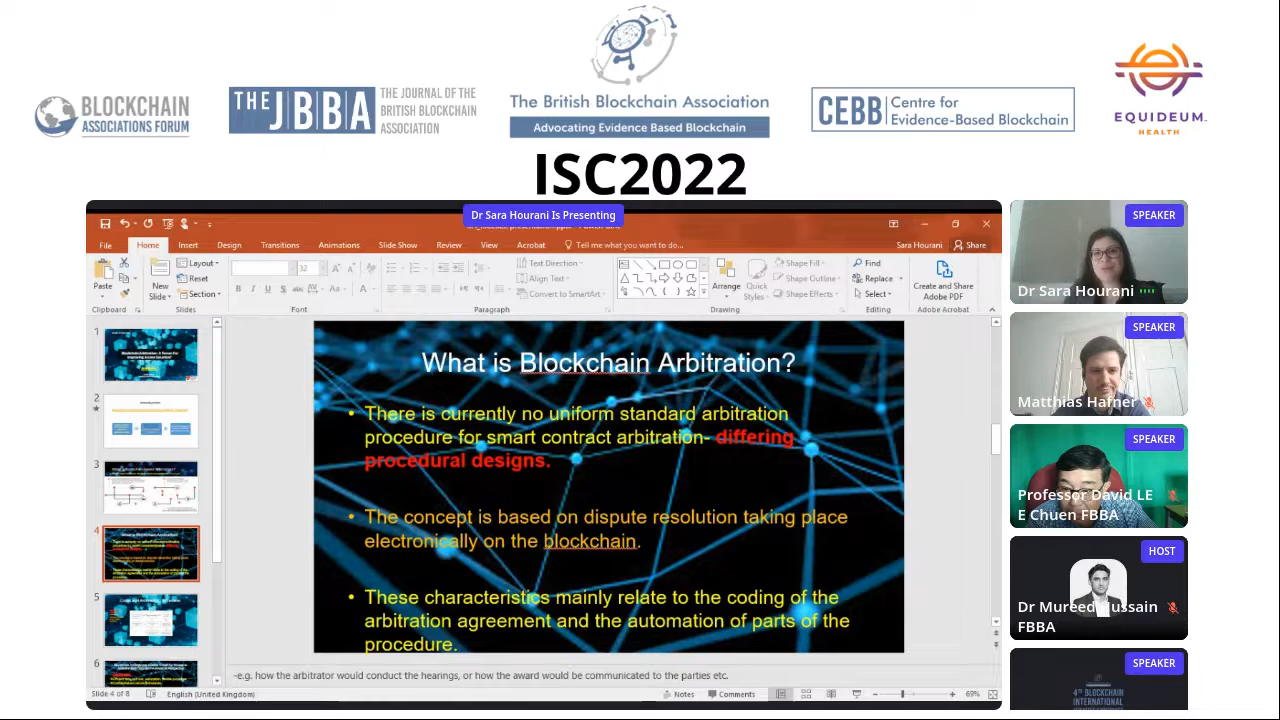 BLOCKCHAIN
ASSOCIATIONS FORUM
THE JBBA
THE JOURNAL OF THE
BRITISH BLOCKCHAIN
ASSOCIATION
The British Blockchain Association
Advocating Evidence Based Blockchain
CEBB
Centre for
Evidence-Based Blockchain
EQUIDEUM
HEALTH
ISC2022
Dr Sara Hourani Is Presenting
File Home Insert Design Transitions Animations Slide Show Review View Acrobat Tell me what you want to do... Sara Hourani Share
Paste
Clipboard
New
Slide
Layout
Reset
Section
Slides
32
Font
Text Direction
Align Text
Convert to SmartArt
Paragraph
Arrange
Quick
Styles
Shape Fill
Shape Outline
Shape Effects
Drawing
Find
Replace
Select
Editing
Create and Share
Adobe PDF
Adobe Acrobat
1
2
3
4
5
6
What is Blockchain Arbitration?
• There is currently no uniform standard arbitration
procedure for smart contract arbitration- differing
procedural designs.
• The concept is based on dispute resolution taking place
electronically on the blockchain.
• These characteristics mainly relate to the coding of the
arbitration agreement and the automation of parts of the
procedure.
-e.g. how the arbitrator would conduct the hearings, or how the award would be communicated to the parties etc.
Slide 4 of 8 English (United Kingdom) Notes Comments 69%
SPEAKER
Dr Sara Hourani
SPEAKER
Matthias Hafner
SPEAKER
Professor David LE
E Chuen FBBA
HOST
Dr Mureed Hussain
FBBA
SPEAKER
4TH BLOCKCHAIN
INTERNATIONAL